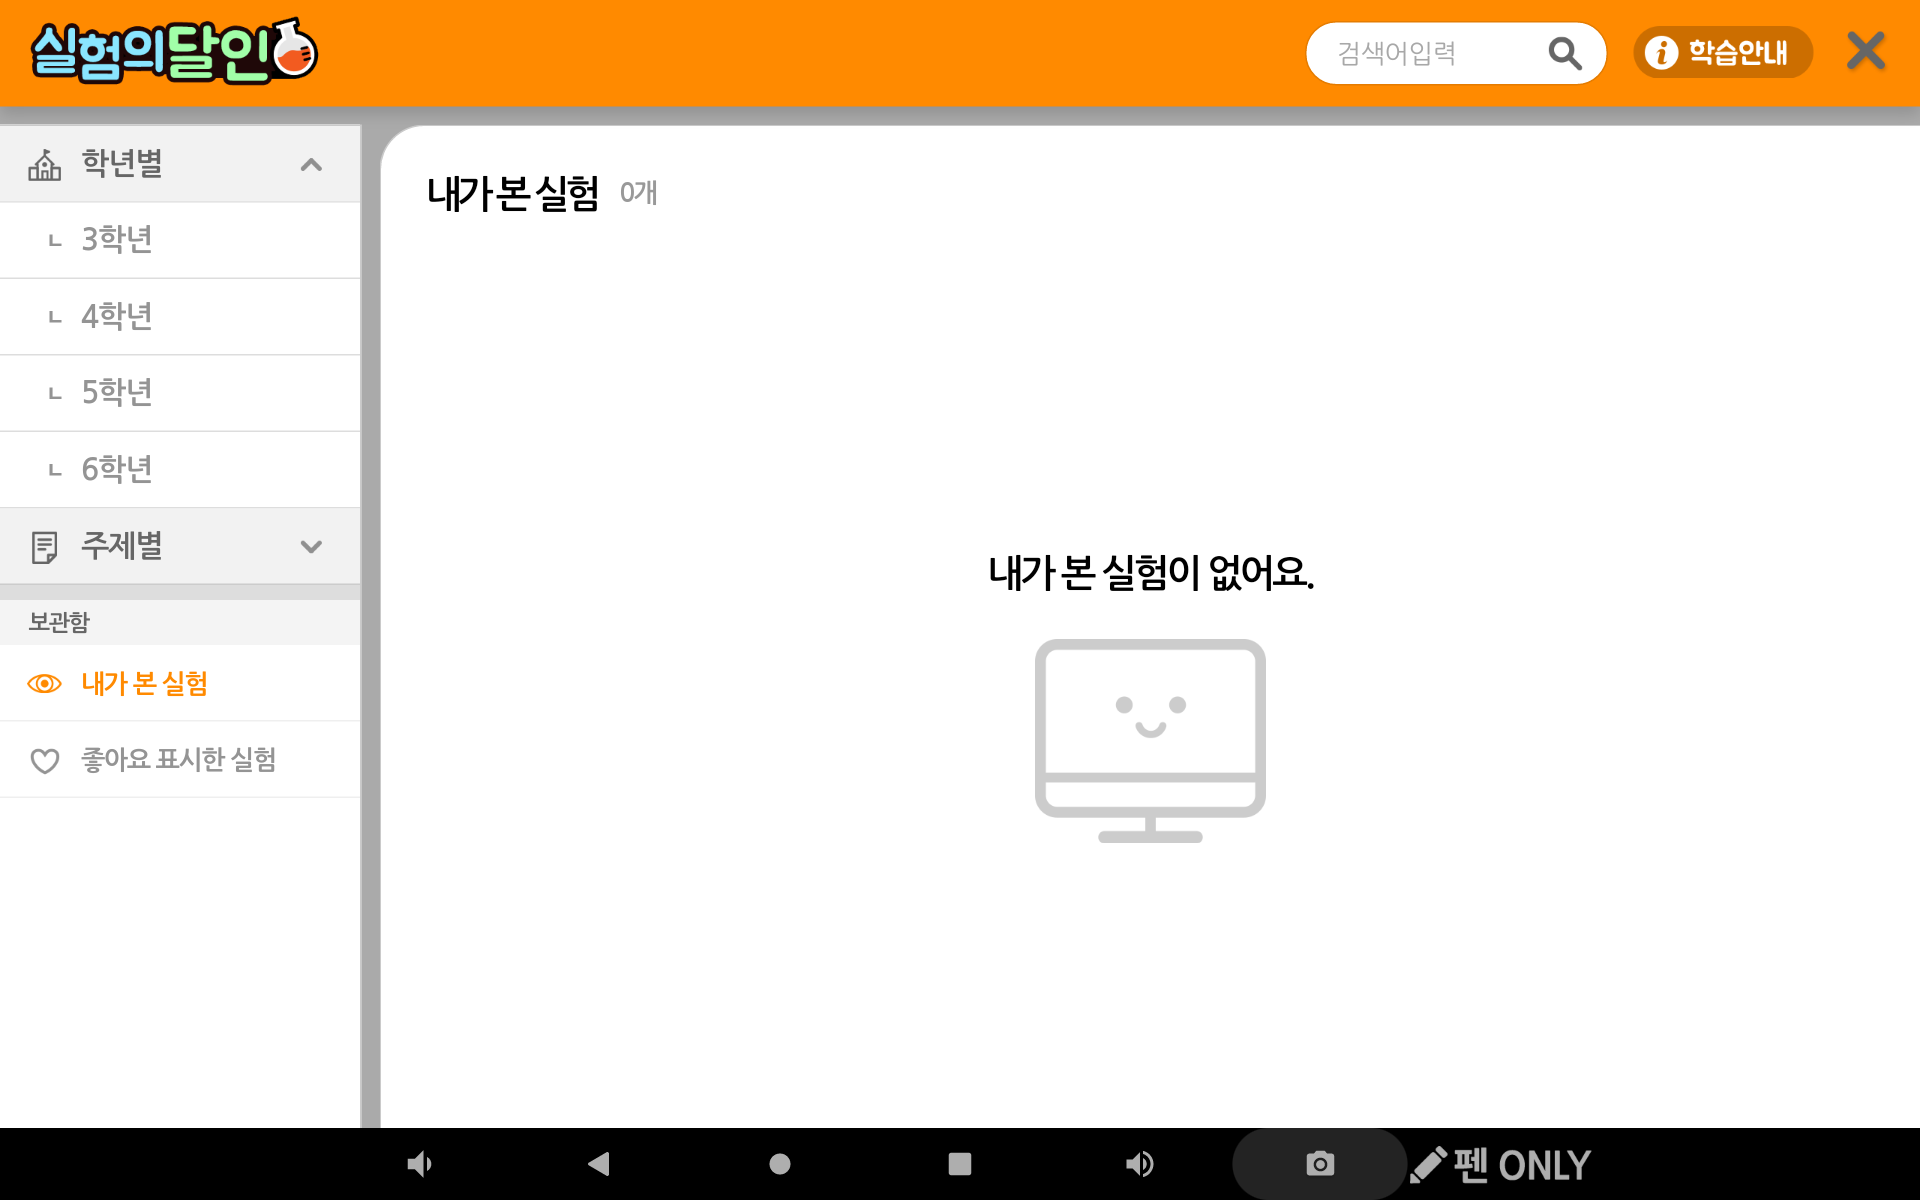 실험의달인
검색어입력
학습안내
학년별
ㄴ 3학년
ㄴ 4학년
ㄴ 5학년
ㄴ 6학년
주제별
보관함
내가 본 실험
좋아요 표시한 실험
내가 본 실험 0개
내가 본 실험이 없어요.
펜 ONLY